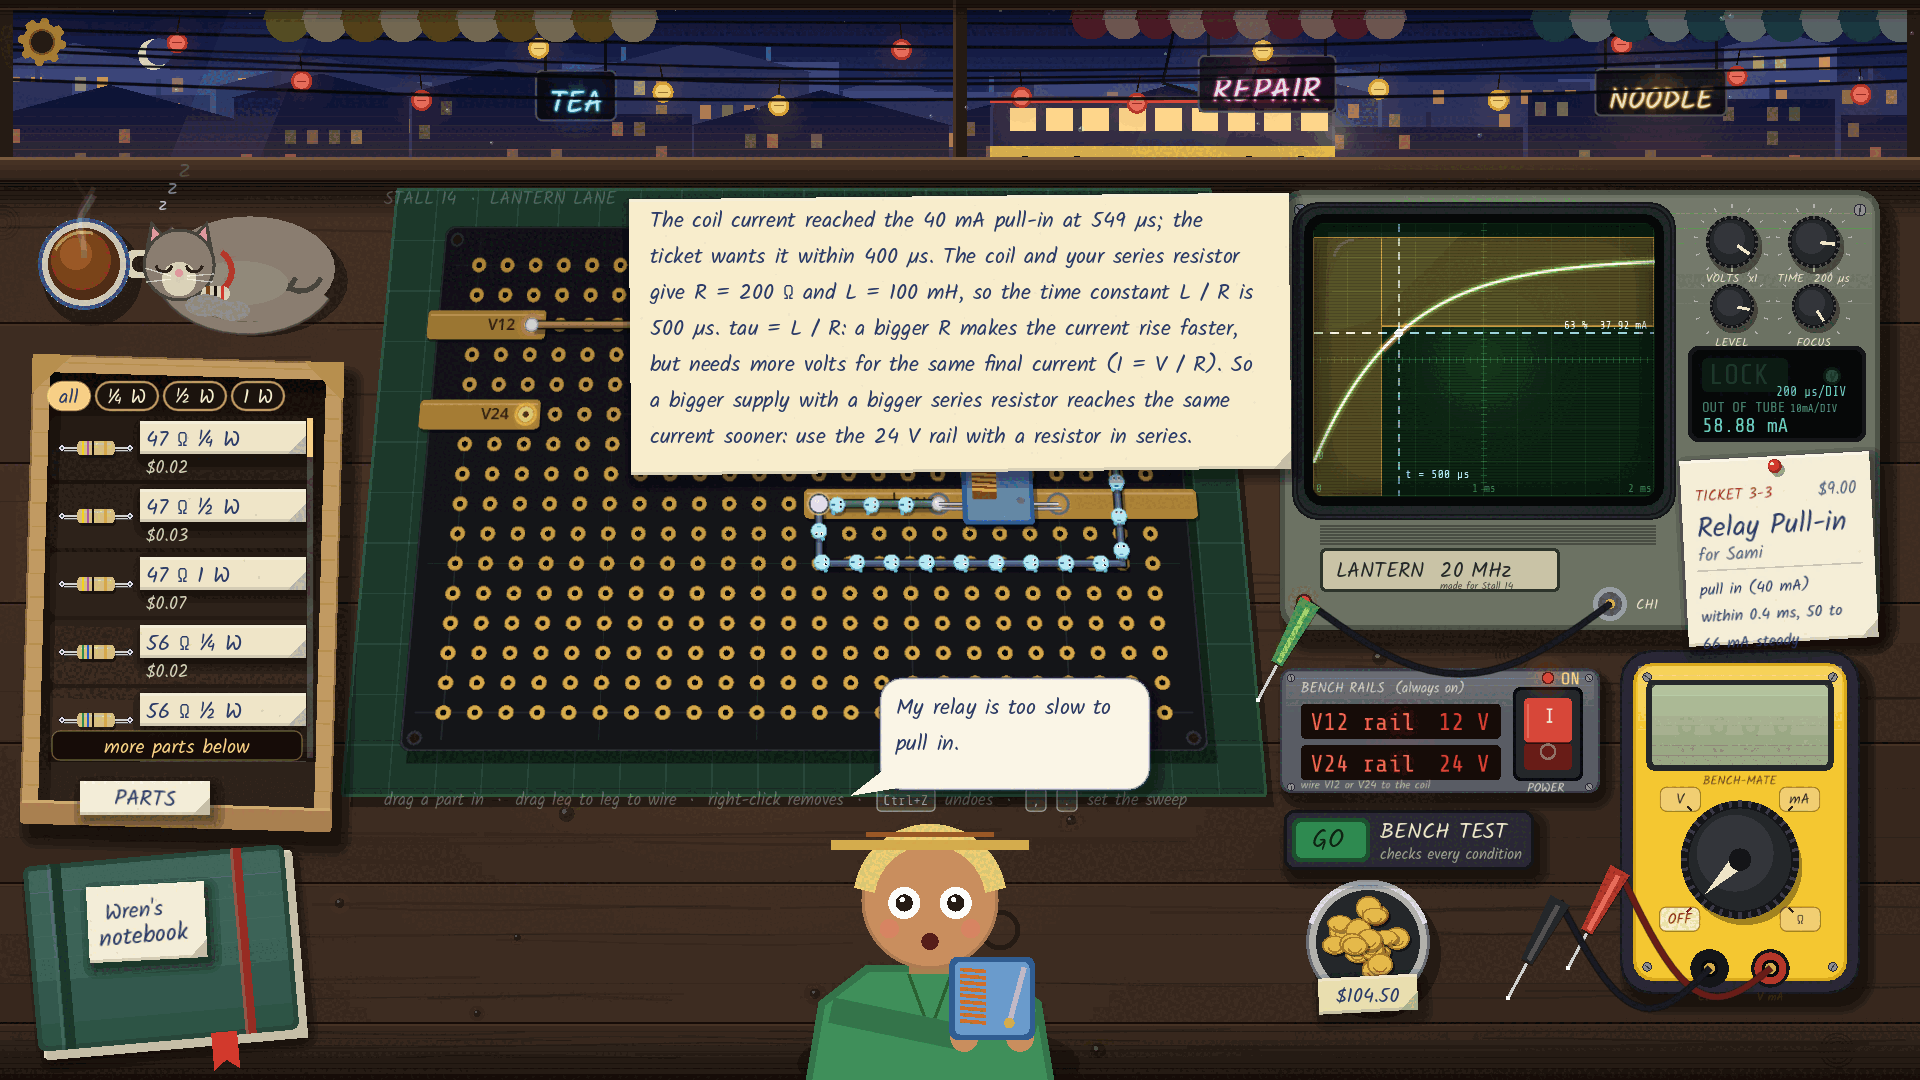 TEA
REPAIR
NOODLE
STALL 14 · LANTERN LANE
The coil current reached the 40 mA pull-in at 549 µs; the
ticket wants it within 400 µs. The coil and your series resistor
give R = 200 Ω and L = 100 mH, so the time constant L / R is
500 µs. tau = L / R: a bigger R makes the current rise faster,
but needs more volts for the same final current (I = V / R). So
a bigger supply with a bigger series resistor reaches the same
current sooner: use the 24 V rail with a resistor in series.
V12
V24
z
z
z
all
¼ W
½ W
1 W
47 Ω ¼ W
$0.02
47 Ω ½ W
$0.03
47 Ω 1 W
$0.07
56 Ω ¼ W
$0.02
56 Ω ½ W
more parts below
PARTS
Wren's
notebook
My relay is too slow to
pull in.
drag a part in · drag leg to leg to wire · right-click removes · Ctrl+Z undoes · , . set the sweep
63 % 37.92 mA
t = 500 µs
0
1 ms
2 ms
VOLTS x1
TIME 200 µs
LEVEL
FOCUS
LOCK
200 µs/DIV
OUT OF TUBE 10mA/DIV
58.88 mA
LANTERN 20 MHz
made for Stall 14
CH1
TICKET 3-3
$9.00
Relay Pull-in
for Sami
pull in (40 mA)
within 0.4 ms, 50 to
66 mA steady
BENCH RAILS (always on)
ON
V12 rail 12 V
V24 rail 24 V
wire V12 or V24 to the coil
I
POWER
GO
BENCH TEST
checks every condition
$104.50
BENCH-MATE
V
mA
OFF
Ω